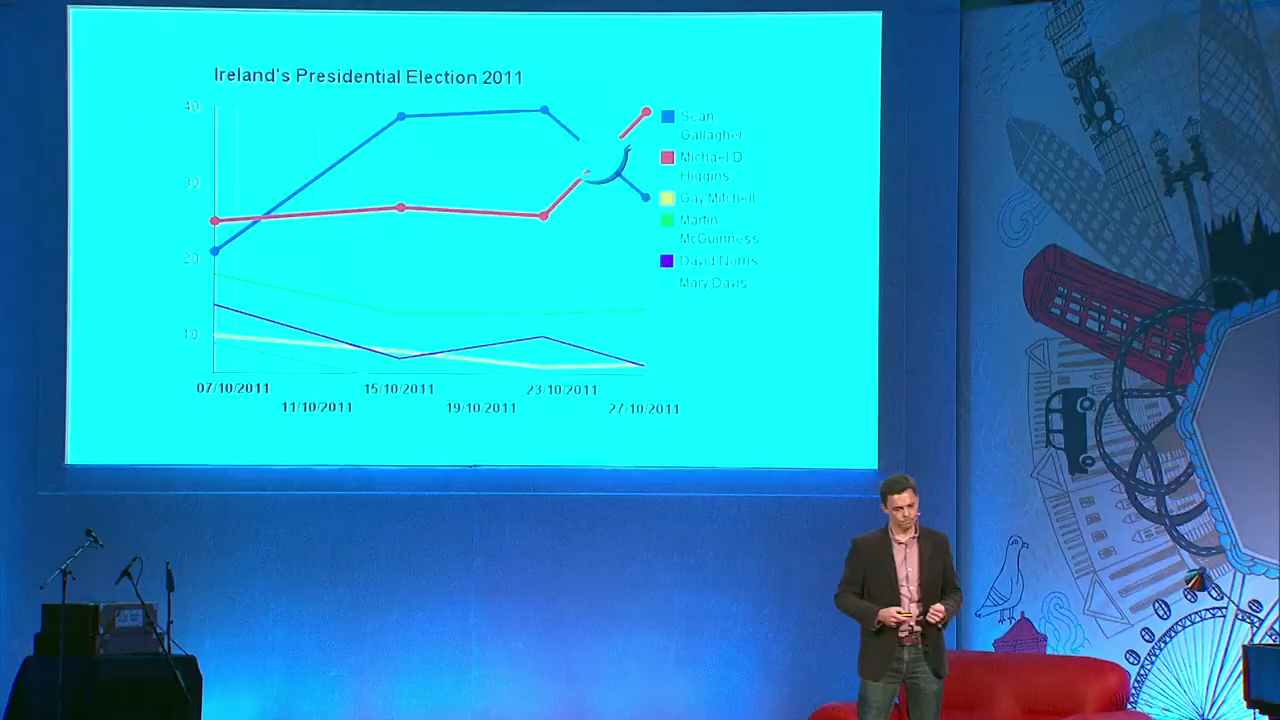 Ireland's Presidential Election 2011
40
30
20
10
Sean
Gallagher
Michael D
Higgins
Gay Mitchell
Martin
McGuinness
David Norris
Mary Davis
07/10/2011
15/10/2011
23/10/2011
11/10/2011
19/10/2011
27/10/2011